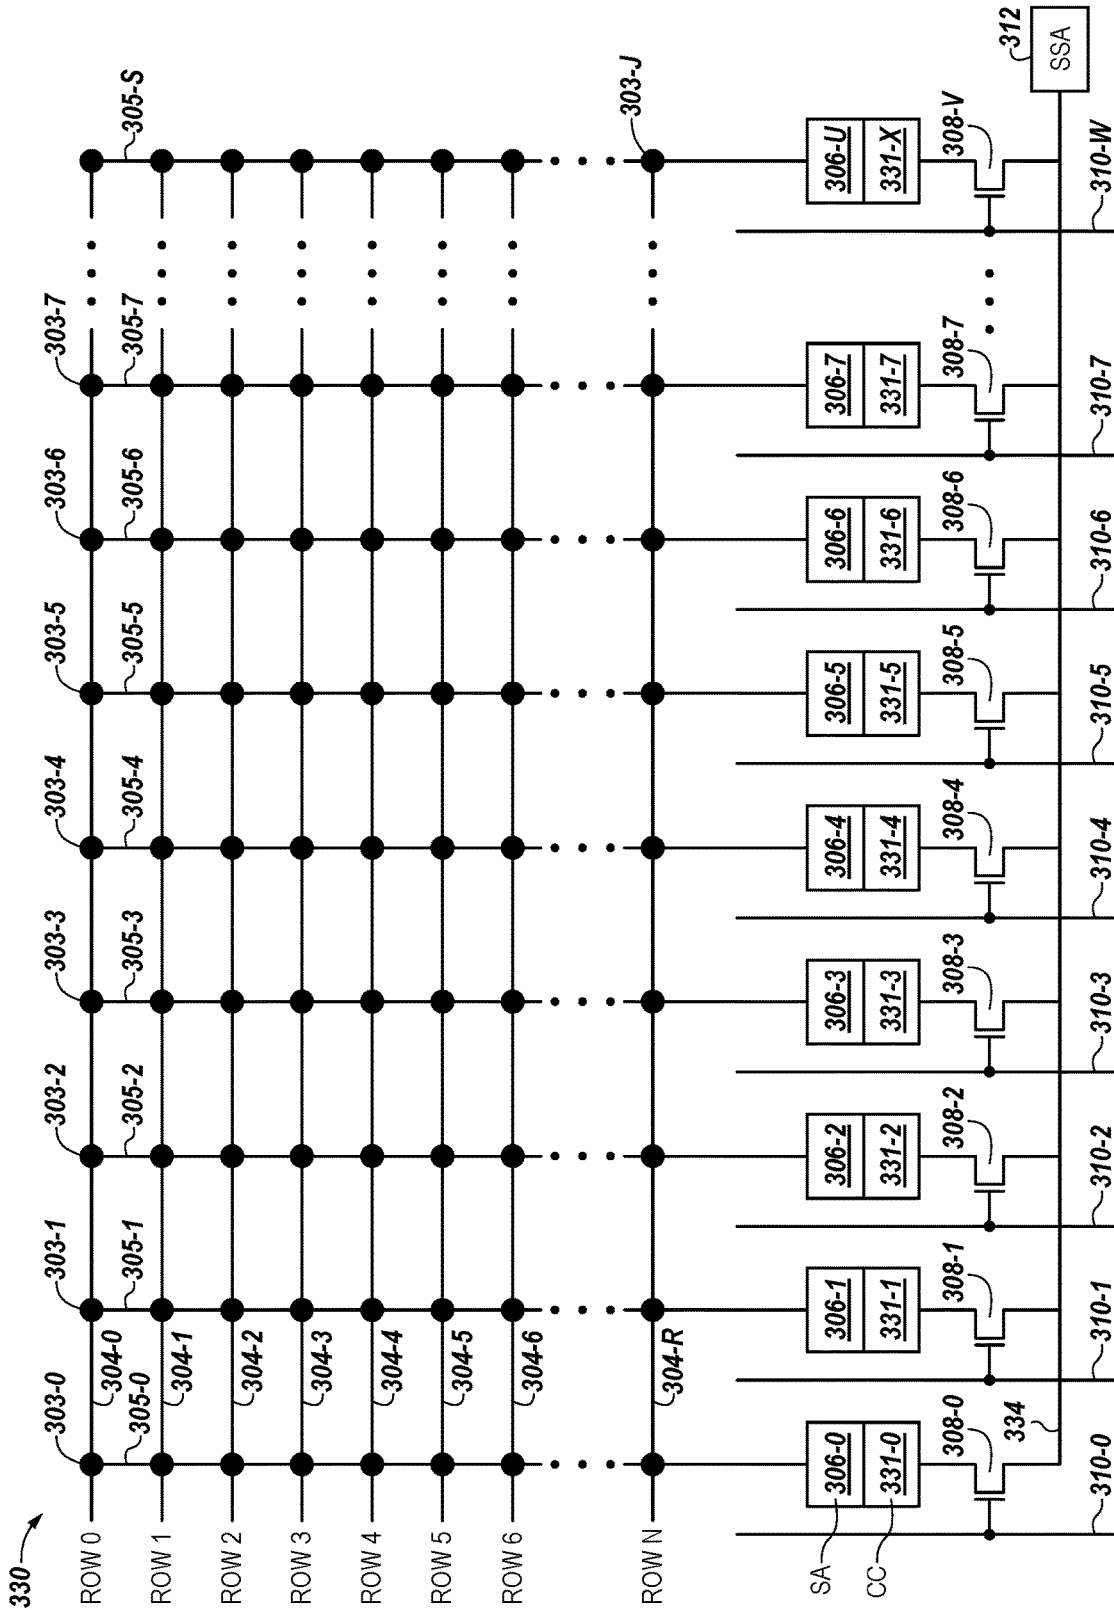 330
303-0 303-1 303-2 303-3 303-4 303-5 303-6 303-7
305-0 305-1 305-2 305-3 305-4 305-5 305-6 305-7 305-S
ROW 0 304-0
ROW 1 304-1
ROW 2 304-2
ROW 3 304-3
ROW 4 304-4
ROW 5 304-5
ROW 6 304-6
ROW N 304-R 303-J
SA 306-0 306-1 306-2 306-3 306-4 306-5 306-6 306-7 306-U
CC 331-0 331-1 331-2 331-3 331-4 331-5 331-6 331-7 331-X
308-0 308-1 308-2 308-3 308-4 308-5 308-6 308-7 308-V
334 312
SSA
310-0 310-1 310-2 310-3 310-4 310-5 310-6 310-7 310-W